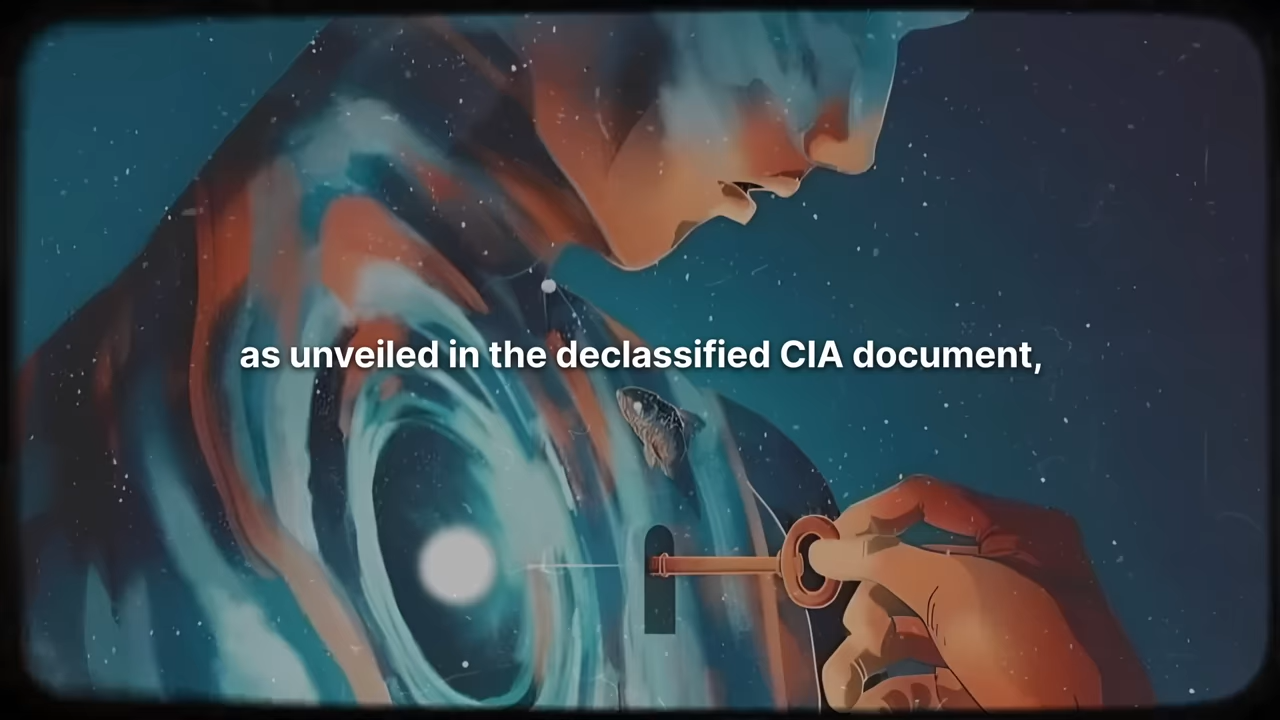 as unveiled in the declassified CIA document,